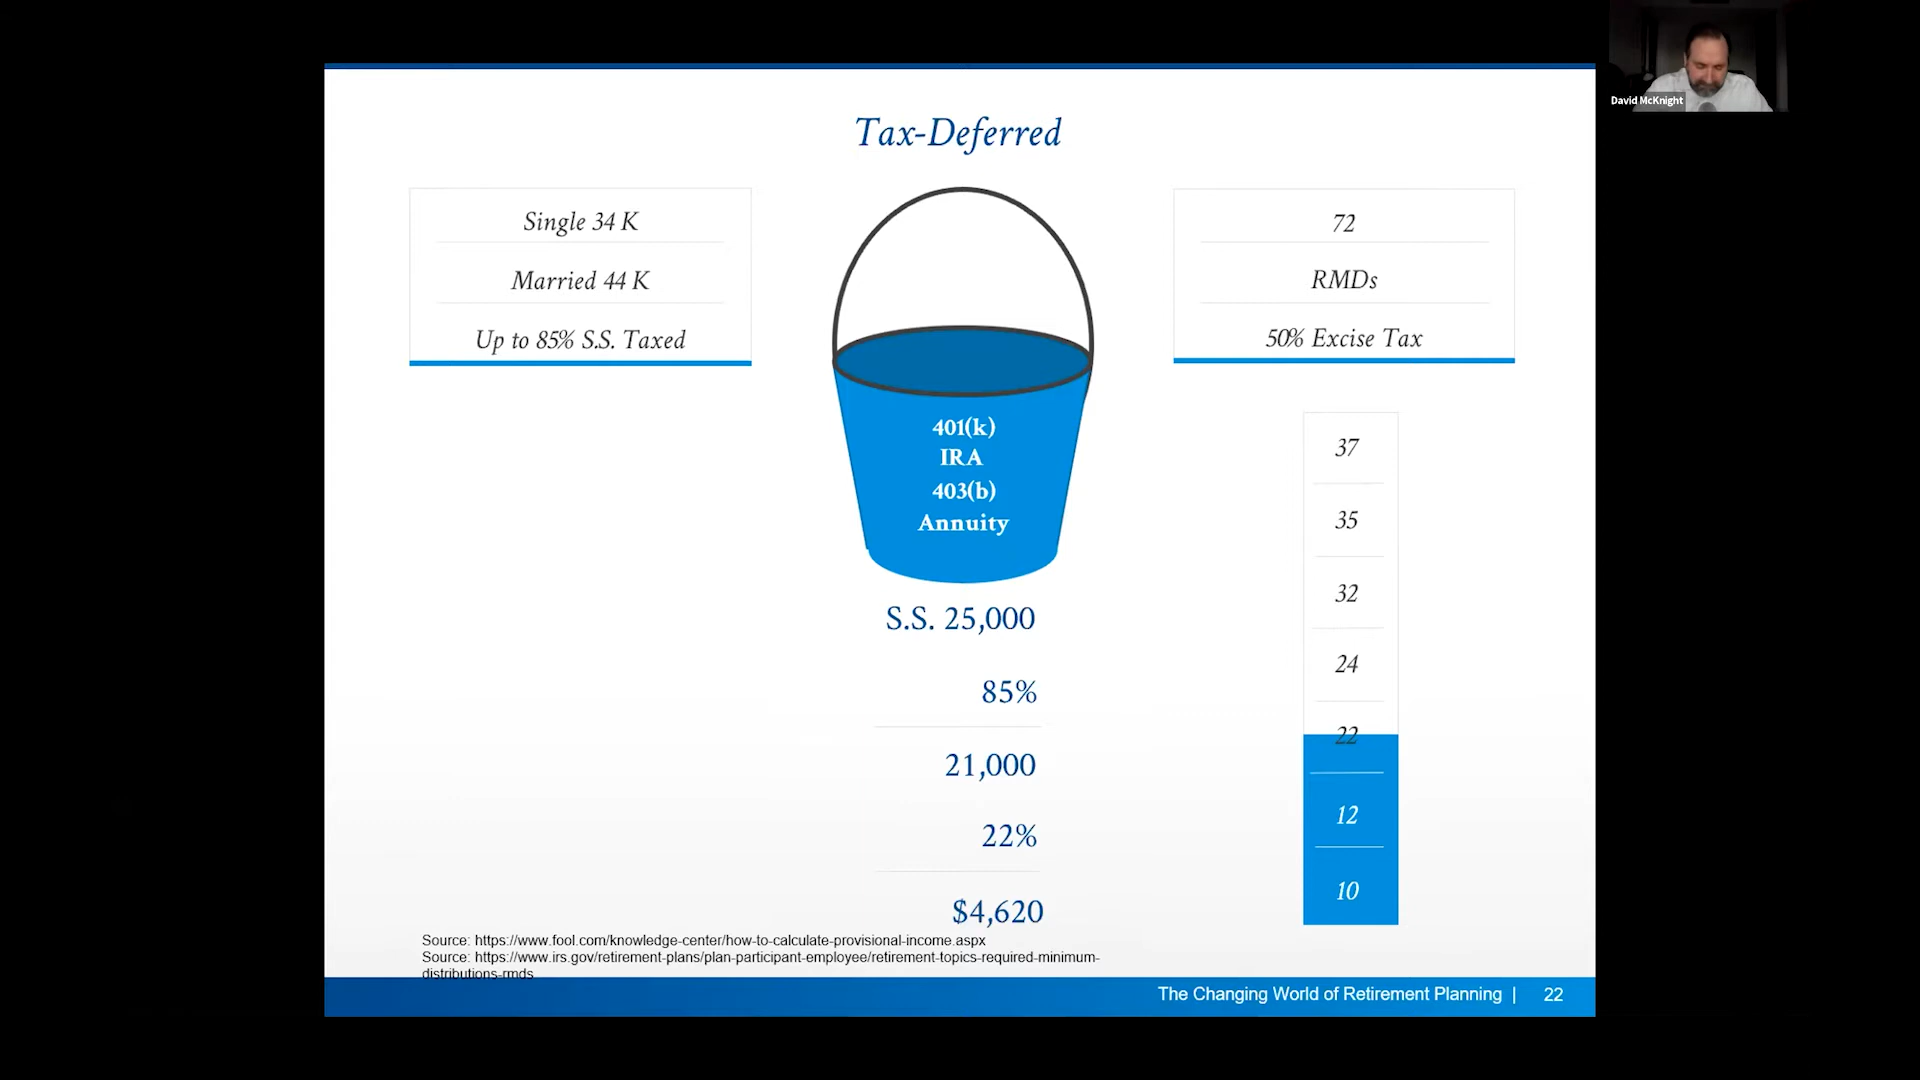 David McKnight
Tax-Deferred
Single 34 K
Married 44 K
Up to 85% S.S. Taxed
72
RMDs
50% Excise Tax
401(k)
IRA
403(b)
Annuity
S.S. 25,000
85%
21,000
22%
$4,620
37
35
32
24
22
12
10
Source: https://www.fool.com/knowledge-center/how-to-calculate-provisional-income.aspx
Source: https://www.irs.gov/retirement-plans/plan-participant-employee/retirement-topics-required-minimum-
distributions-rmds
The Changing World of Retirement Planning | 22